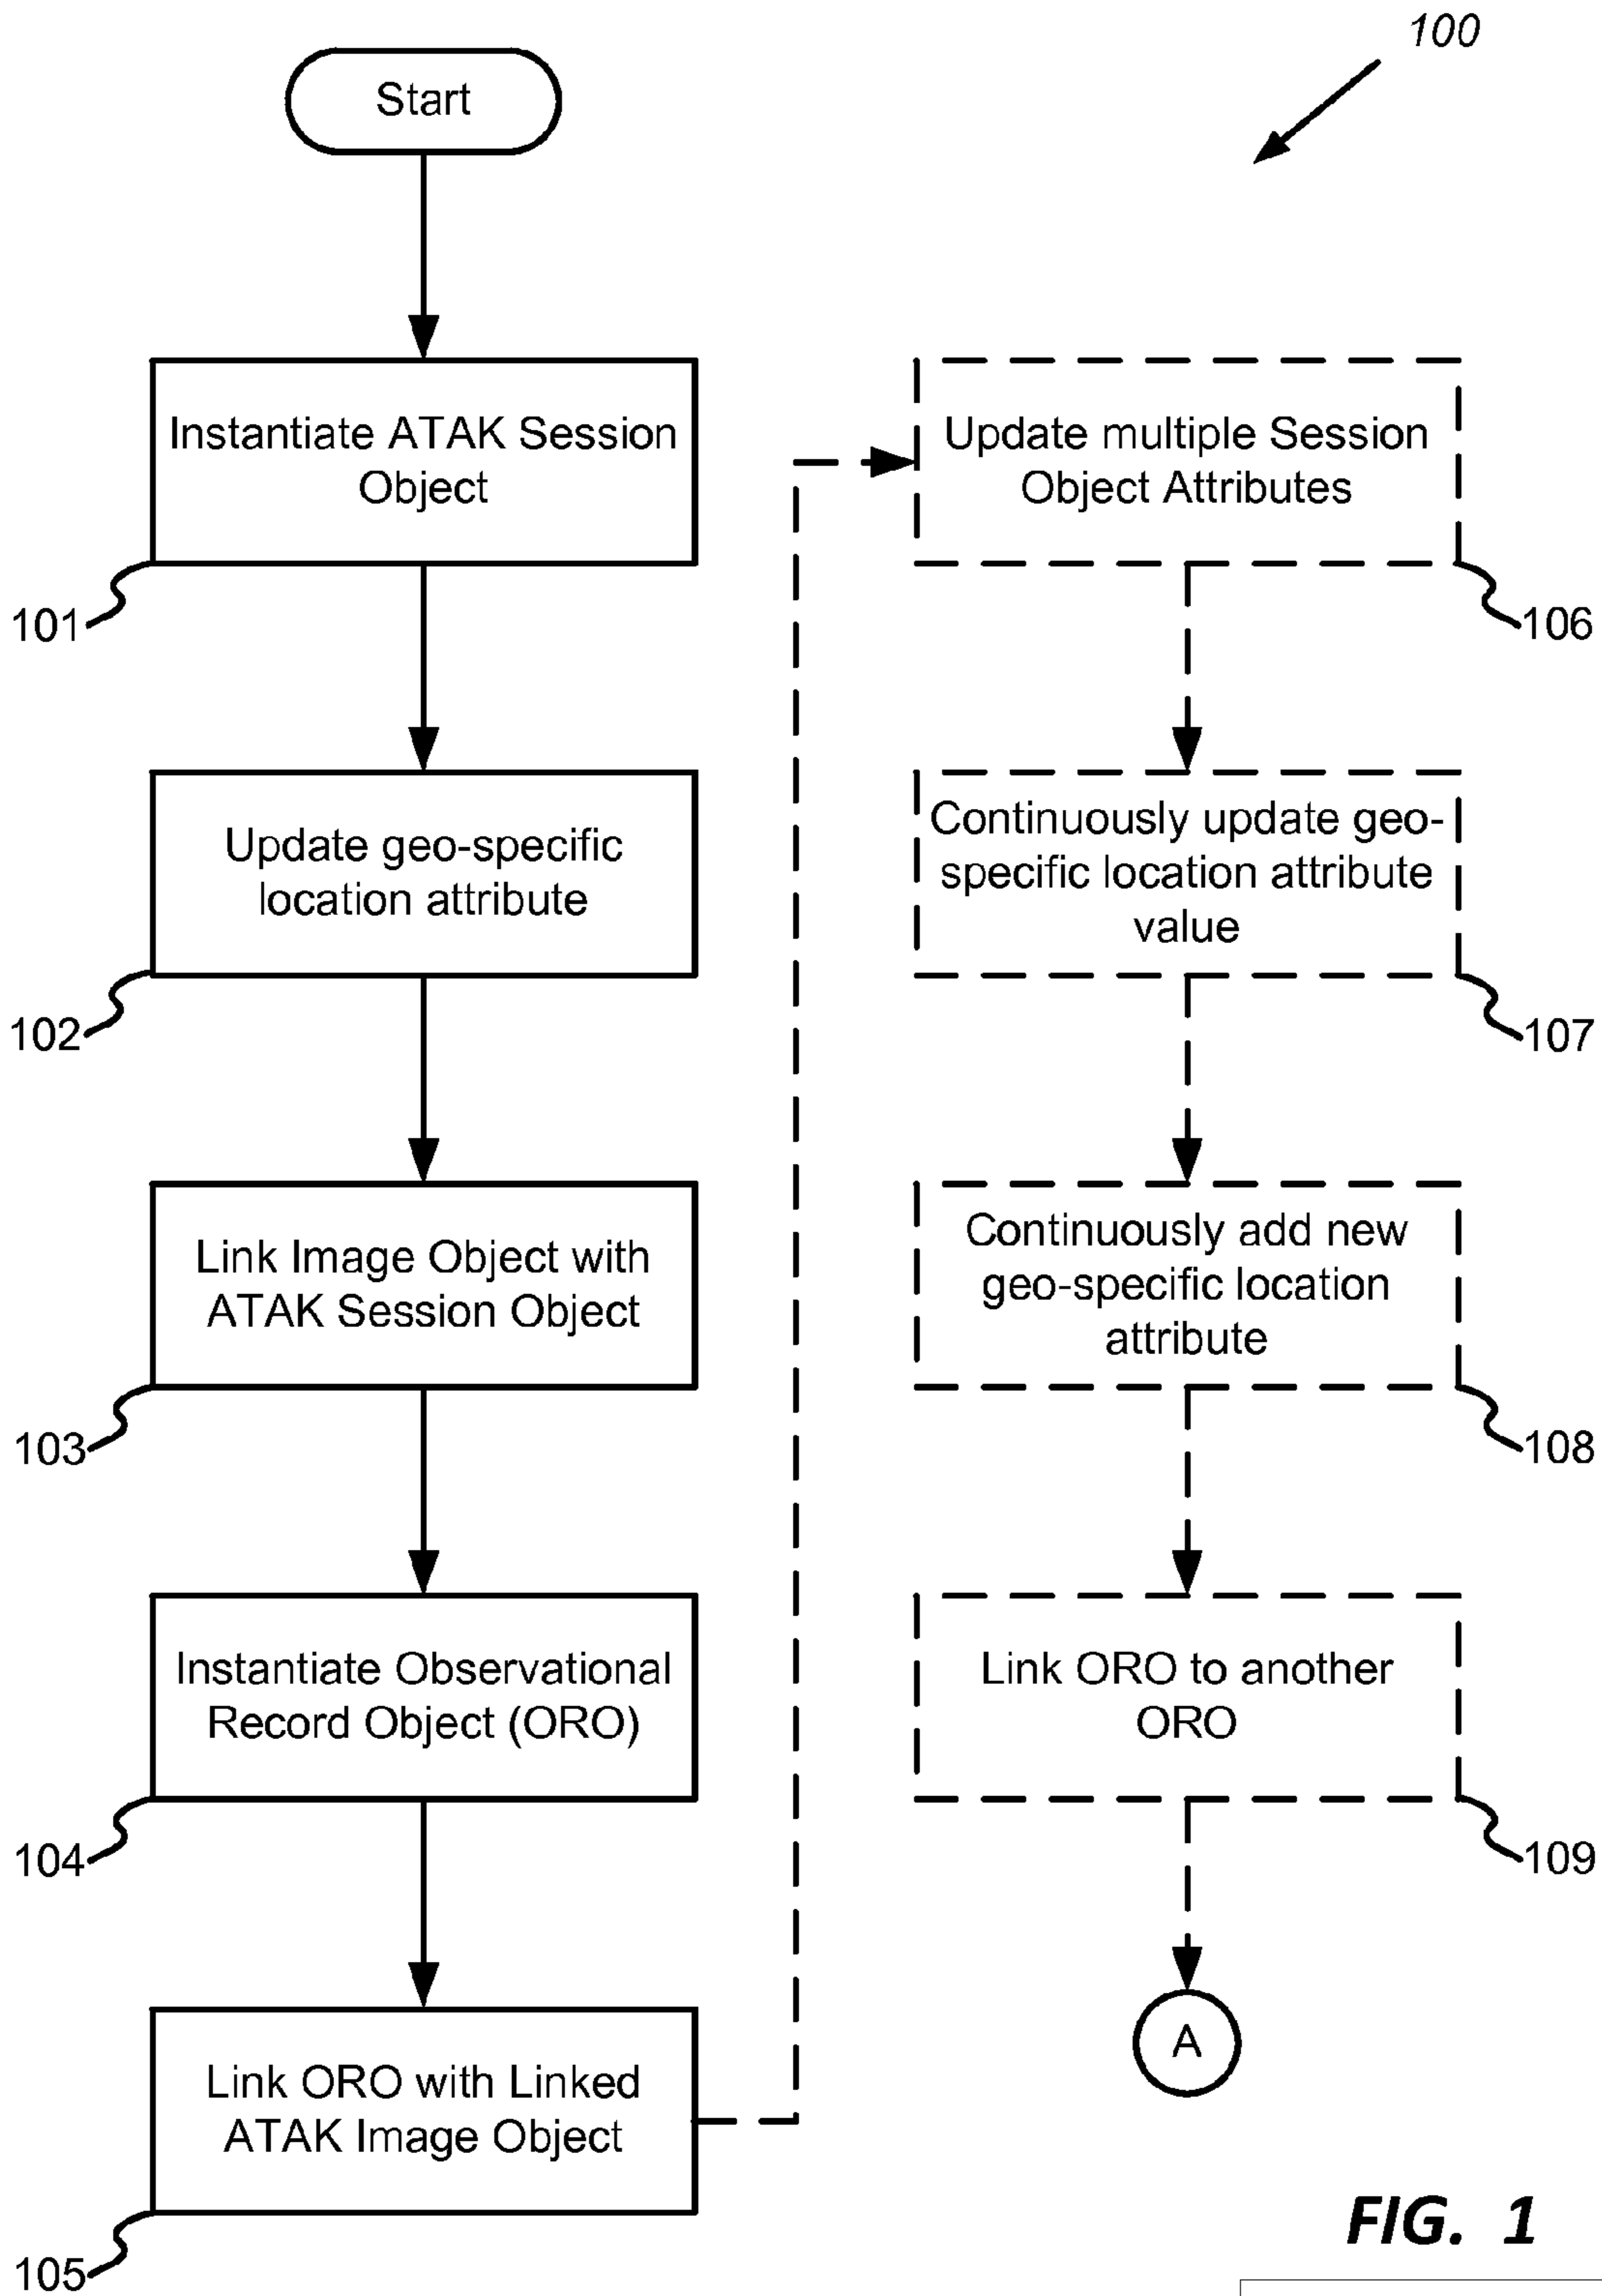 100
Start
Instantiate ATAK Session
Object
101
Update geo-specific
location attribute
102
Link Image Object with
ATAK Session Object
103
Instantiate Observational
Record Object (ORO)
104
Link ORO with Linked
ATAK Image Object
105
Update multiple Session
Object Attributes
106
Continuously update geo-
specific location attribute
value
107
Continuously add new
geo-specific location
attribute
108
Link ORO to another
ORO
109
A
FIG. 1